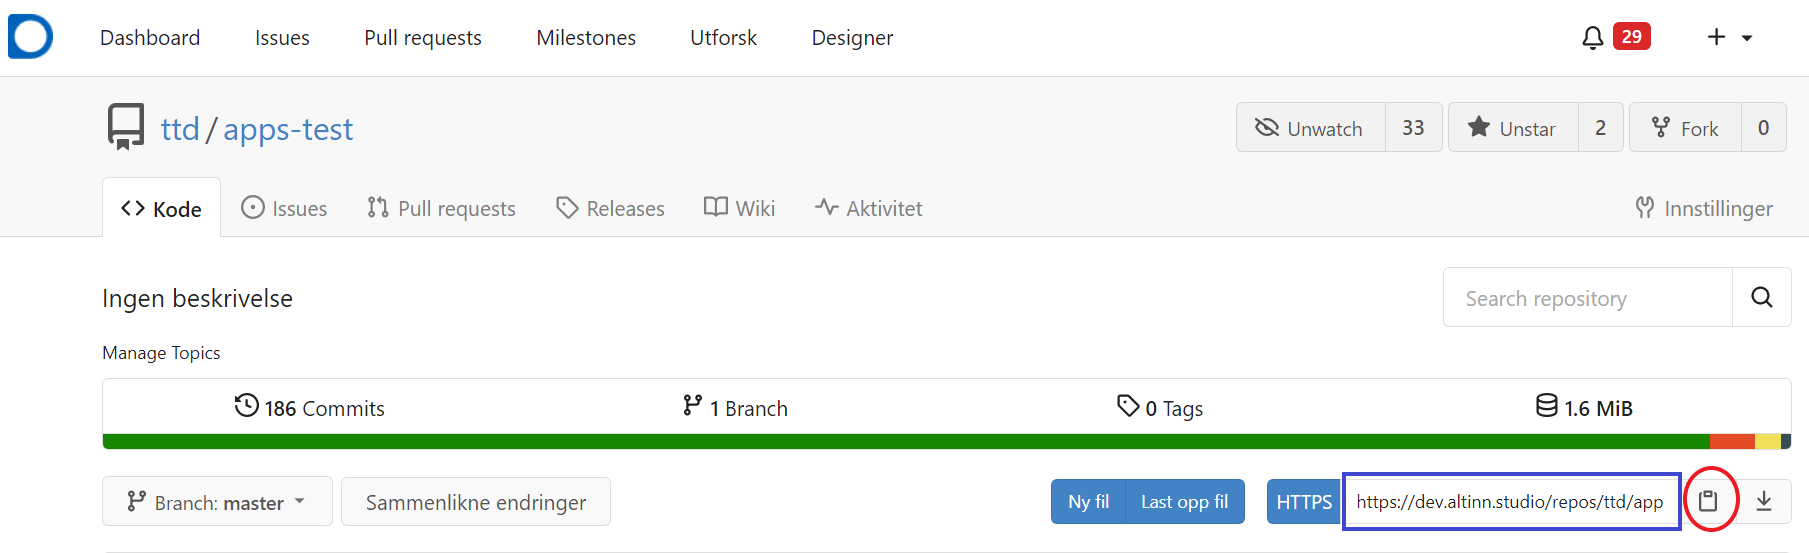 Dashboard Issues Pull requests Milestones Utforsk Designer 29
ttd / apps-test Unwatch 33 Unstar 2 Fork 0
Kode Issues Pull requests Releases Wiki Aktivitet Innstillinger
Ingen beskrivelse Search repository
Manage Topics
186 Commits 1 Branch 0 Tags 1.6 MiB
Branch: master Sammenlikne endringer Ny fil Last opp fil HTTPS https://dev.altinn.studio/repos/ttd/app